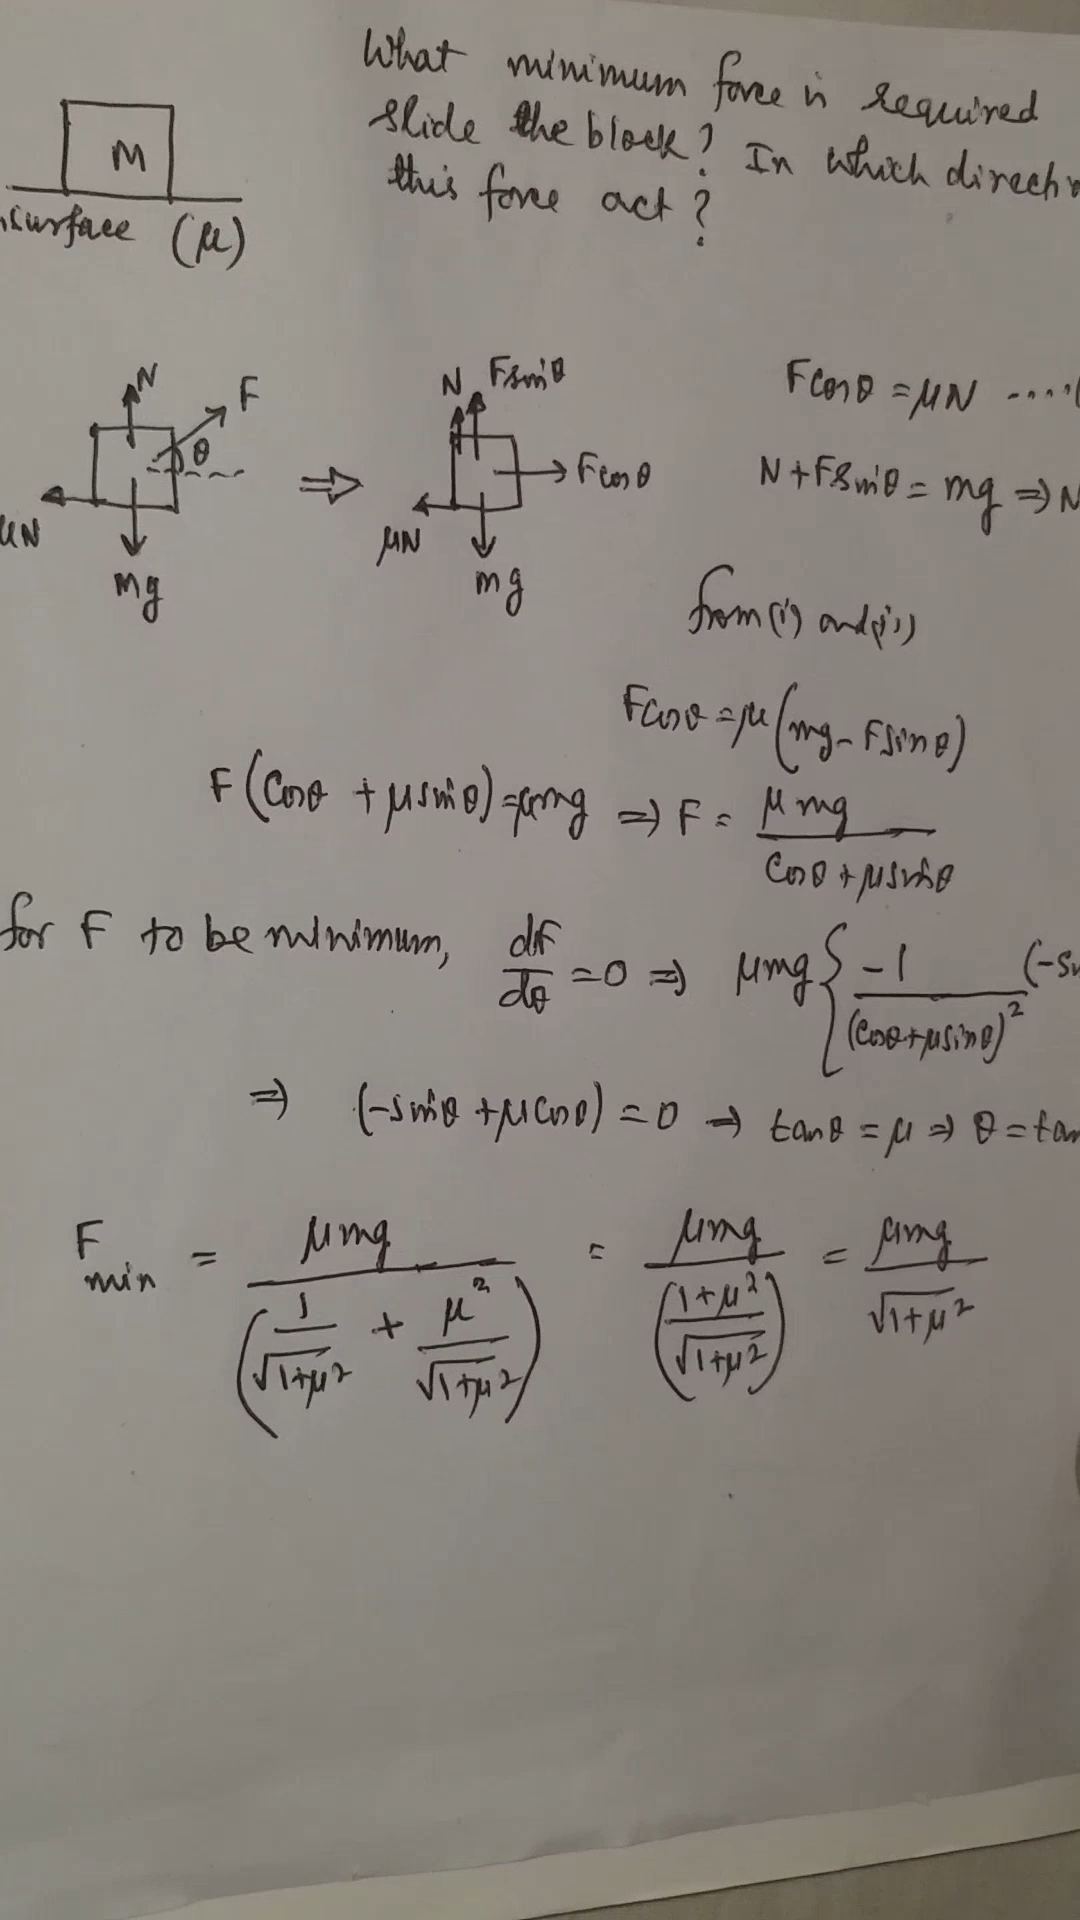 What minimum force is required
slide the block? In which direction
this force act?
M
surface (μ)
N
F
θ
μN
mg
⇒
N Fsinθ
Fcosθ
μN
mg
Fcosθ = μN ....(
N + Fsinθ = mg ⇒ N
from (i) and (ii)
Fcosθ = μ(mg - Fsinθ)
F(cosθ + μsinθ) = μmg ⇒ F = μmg / cosθ + μsinθ
for F to be minimum, dF/dθ = 0 ⇒ μmg { -1/(cosθ+μsinθ)² (-s
⇒ (-sinθ + μcosθ) = 0 → tanθ = μ ⇒ θ = tan
F min = μmg / (1/√1+μ² + μ²/√1+μ²) = μmg / (1+μ²/√1+μ²) = μmg / √1+μ²